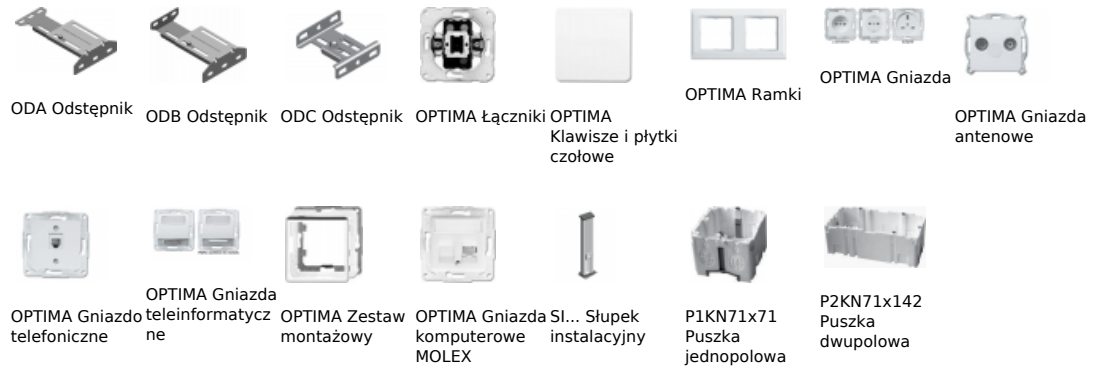 ODA Odstępnik
ODB Odstępnik
ODC Odstępnik
OPTIMA Łączniki
OPTIMA
Klawisze i płytki
czołowe
OPTIMA Ramki
OPTIMA Gniazda
OPTIMA Gniazda
antenowe
OPTIMA Gniazdo
telefoniczne
OPTIMA Gniazda
teleinformatycz
ne
OPTIMA Zestaw
montażowy
OPTIMA Gniazda
komputerowe
MOLEX
SI... Słupek
instalacyjny
P1KN71x71
Puszka
jednopolowa
P2KN71x142
Puszka
dwupolowa